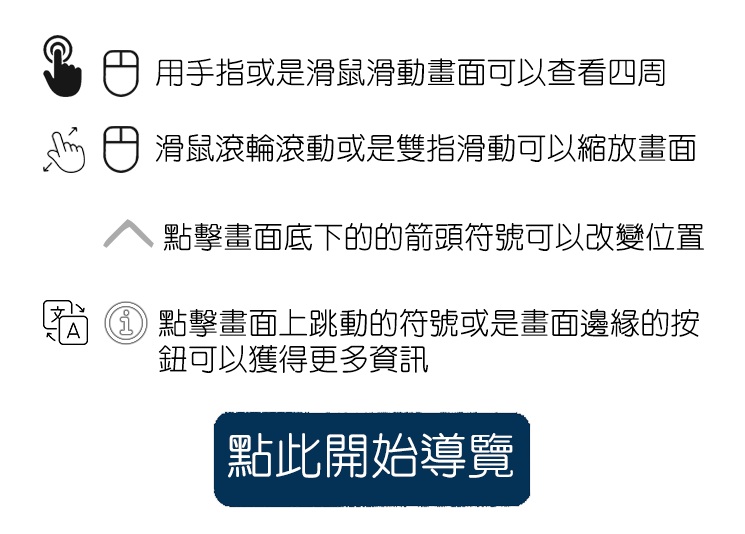 用手指或是滑鼠滑動畫面可以查看四周
滑鼠滾輪滾動或是雙指滑動可以縮放畫面
點擊畫面底下的的箭頭符號可以改變位置
文A
i
點擊畫面上跳動的符號或是畫面邊緣的按
鈕可以獲得更多資訊
點此開始導覽